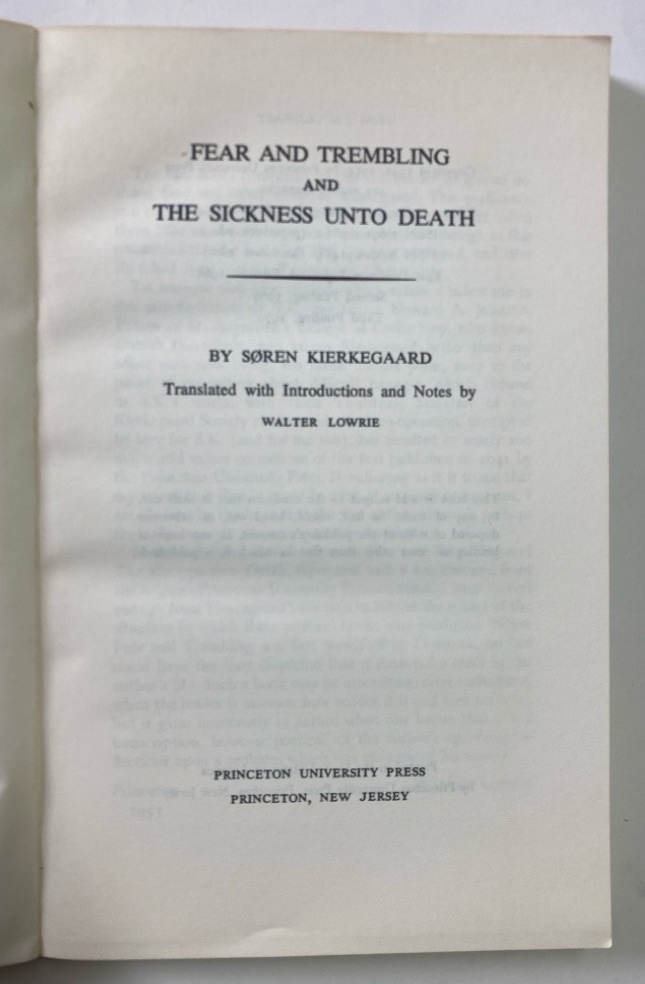 FEAR AND TREMBLING
AND
THE SICKNESS UNTO DEATH
BY SØREN KIERKEGAARD
Translated with Introductions and Notes by
WALTER LOWRIE
PRINCETON UNIVERSITY PRESS
PRINCETON, NEW JERSEY